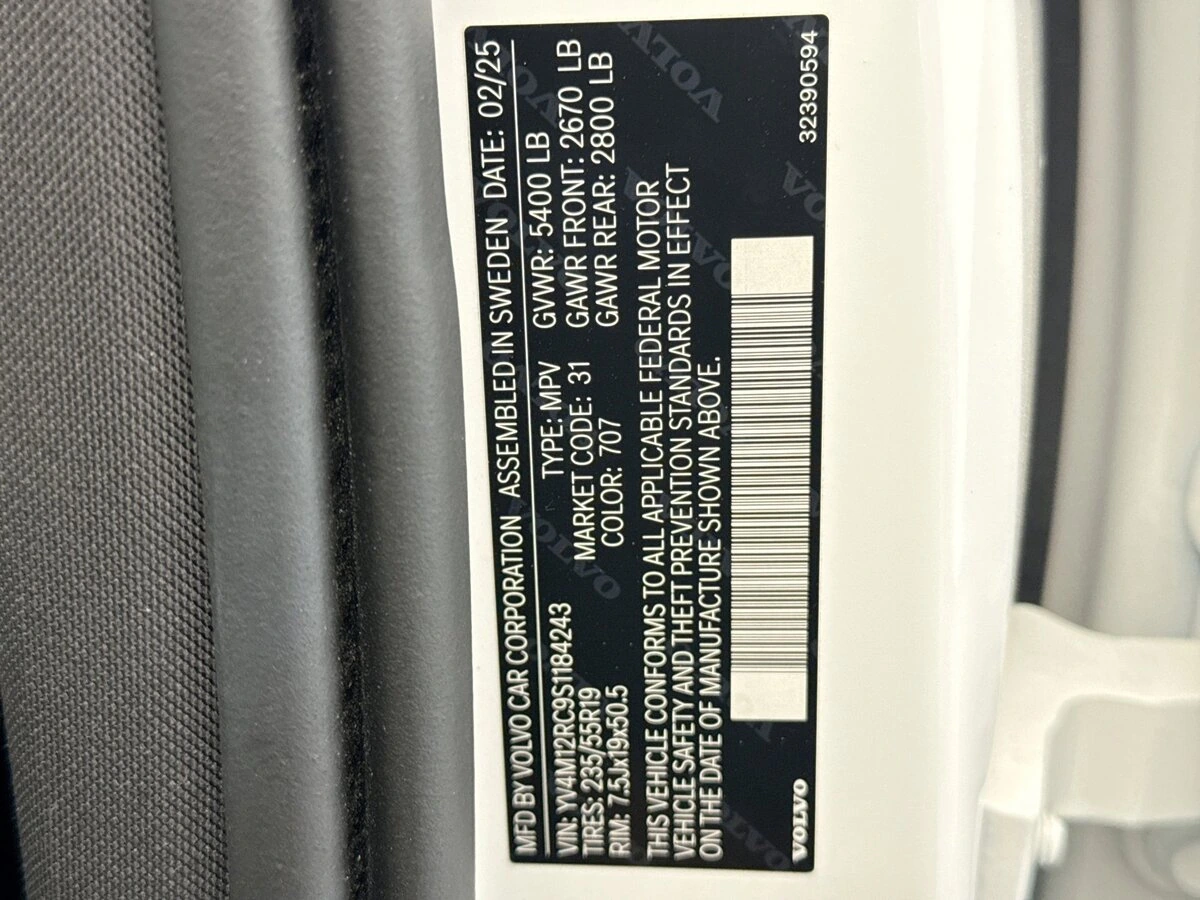 MFD BY VOLVO CAR CORPORATION ASSEMBLED IN SWEDEN DATE: 02/25
VIN: YV4M12RC9S1184243 TYPE: MPV GVWR: 5400 LB
TIRES: 235/55R19 MARKET CODE: 31 GAWR FRONT: 2670 LB
RIM: 7.5Jx19x50.5 COLOR: 707 GAWR REAR: 2800 LB
THIS VEHICLE CONFORMS TO ALL APPLICABLE FEDERAL MOTOR
VEHICLE SAFETY AND THEFT PREVENTION STANDARDS IN EFFECT
ON THE DATE OF MANUFACTURE SHOWN ABOVE.
VOLVO 32390594